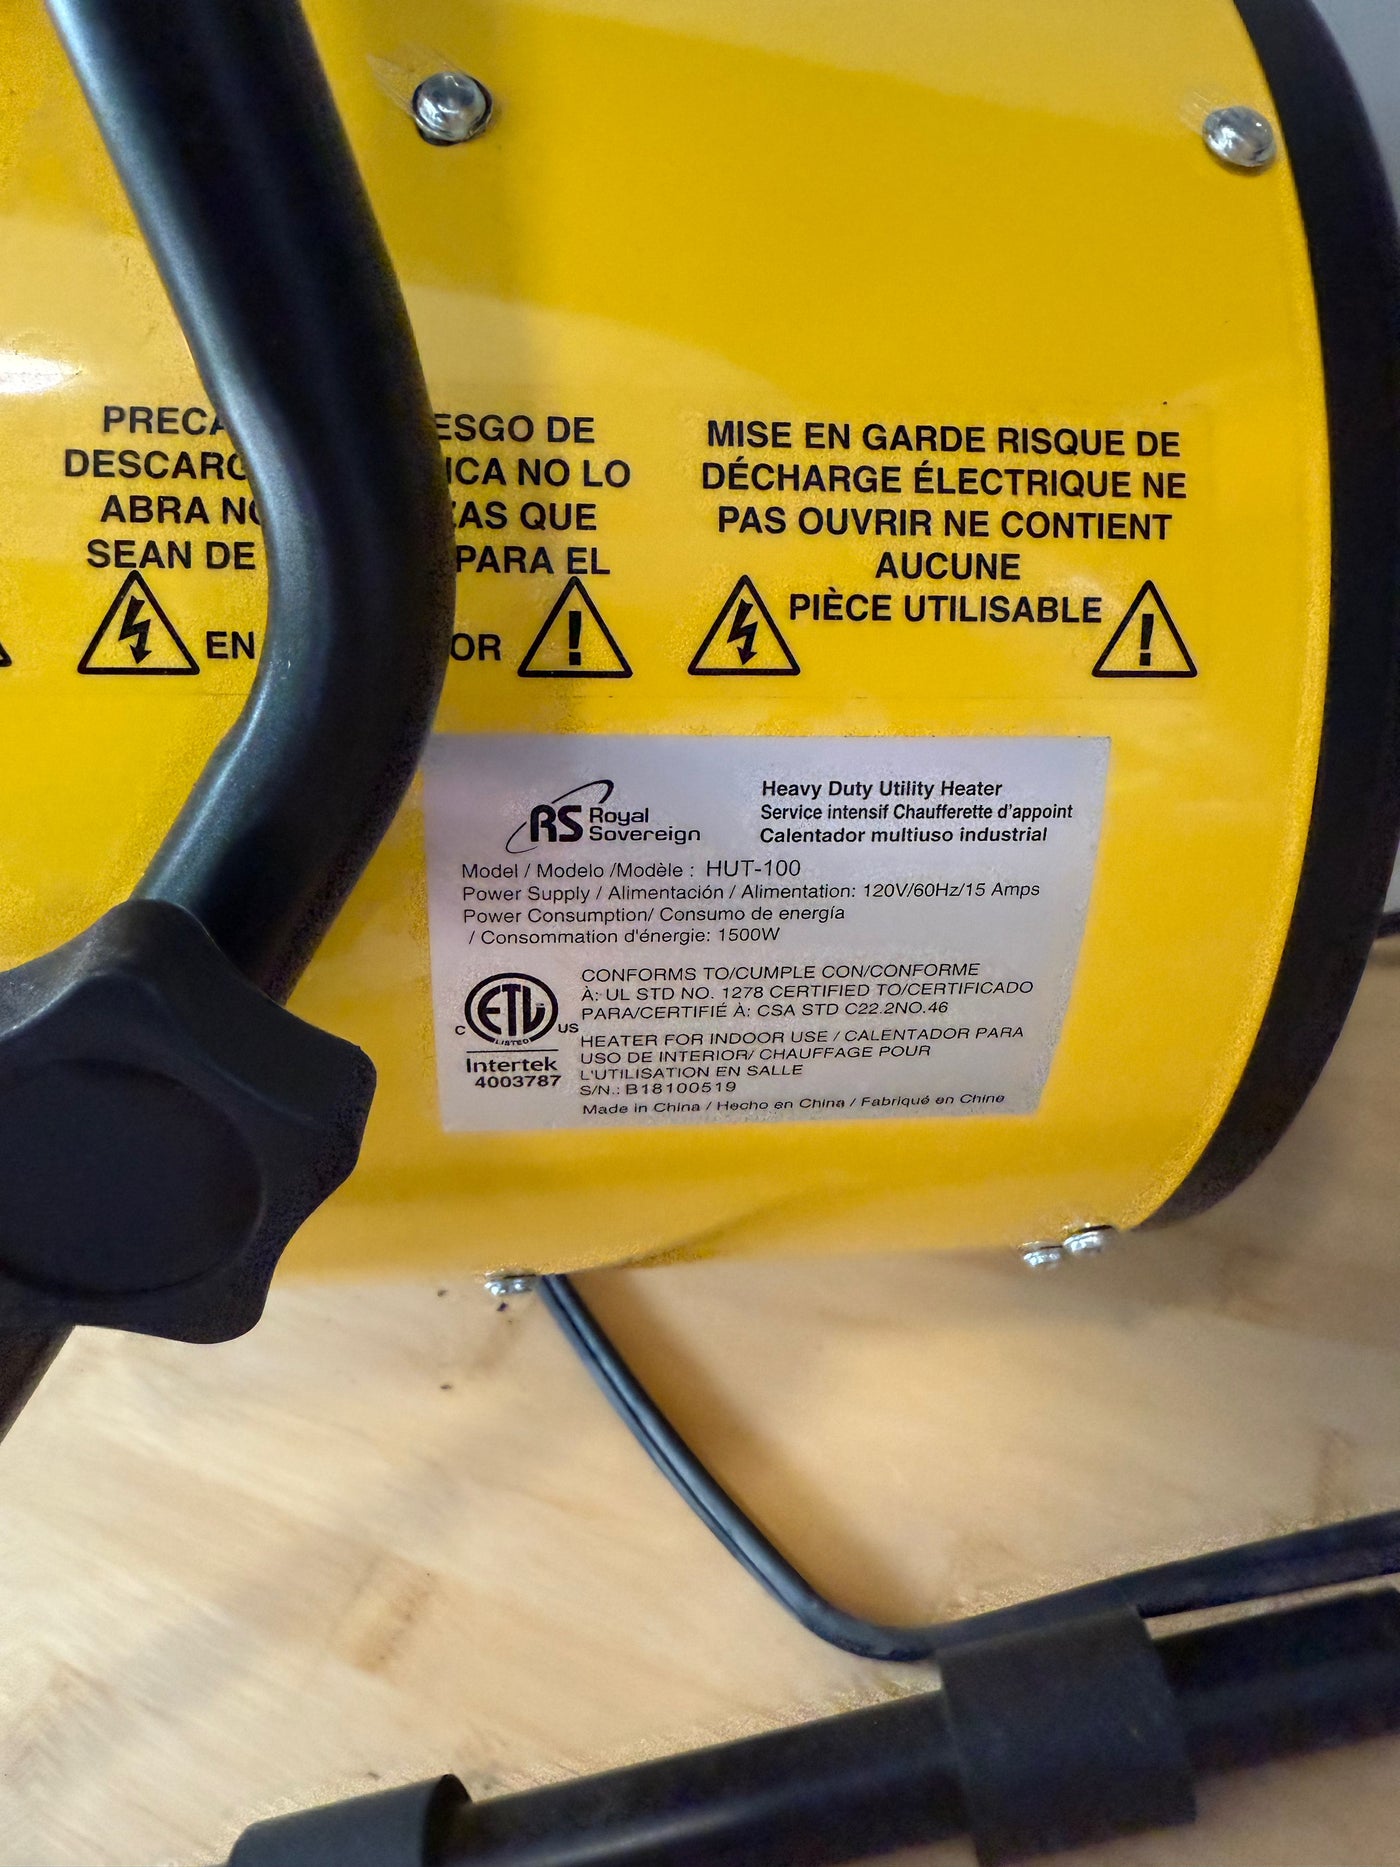 PRECA ESGO DE
DESCARG ICA NO LO
ABRA NO ZAS QUE
SEAN DE PARA EL
EN OR
MISE EN GARDE RISQUE DE
DÉCHARGE ÉLECTRIQUE NE
PAS OUVRIR NE CONTIENT
AUCUNE
PIÈCE UTILISABLE
RS Royal
Sovereign
Heavy Duty Utility Heater
Service intensif Chaufferette d'appoint
Calentador multiuso industrial
Model / Modelo /Modèle : HUT-100
Power Supply / Alimentación / Alimentation: 120V/60Hz/15 Amps
Power Consumption/ Consumo de energía
/ Consommation d'énergie: 1500W
ETL
LISTED
C US
Intertek
4003787
CONFORMS TO/CUMPLE CON/CONFORME
À: UL STD NO. 1278 CERTIFIED TO/CERTIFICADO
PARA/CERTIFIÉ À: CSA STD C22.2NO.46
HEATER FOR INDOOR USE / CALENTADOR PARA
USO DE INTERIOR/ CHAUFFAGE POUR
L'UTILISATION EN SALLE
S/N.: B18100519
Made in China / Hecho en China / Fabriqué en Chine